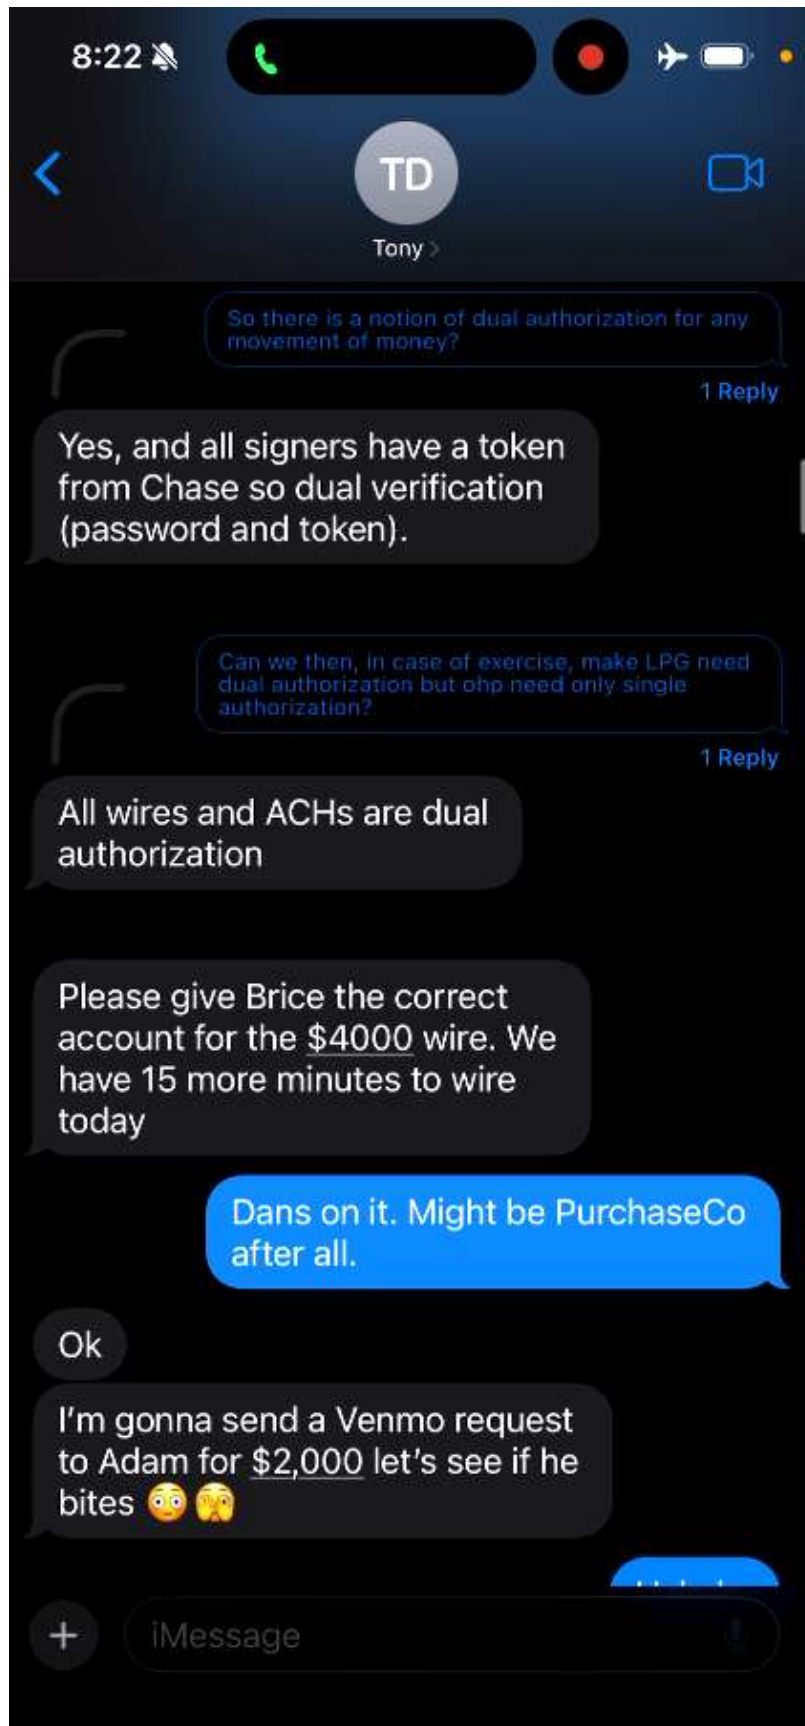 8:22
TD
Tony
So there is a notion of dual authorization for any
movement of money?
1 Reply
Yes, and all signers have a token
from Chase so dual verification
(password and token).
Can we then, in case of exercise, make LPG need
dual authorization but ohp need only single
authorization?
1 Reply
All wires and ACHs are dual
authorization
Please give Brice the correct
account for the $4000 wire. We
have 15 more minutes to wire
today
Dans on it. Might be PurchaseCo
after all.
Ok
I'm gonna send a Venmo request
to Adam for $2,000 let's see if he
bites 😳🫣
iMessage